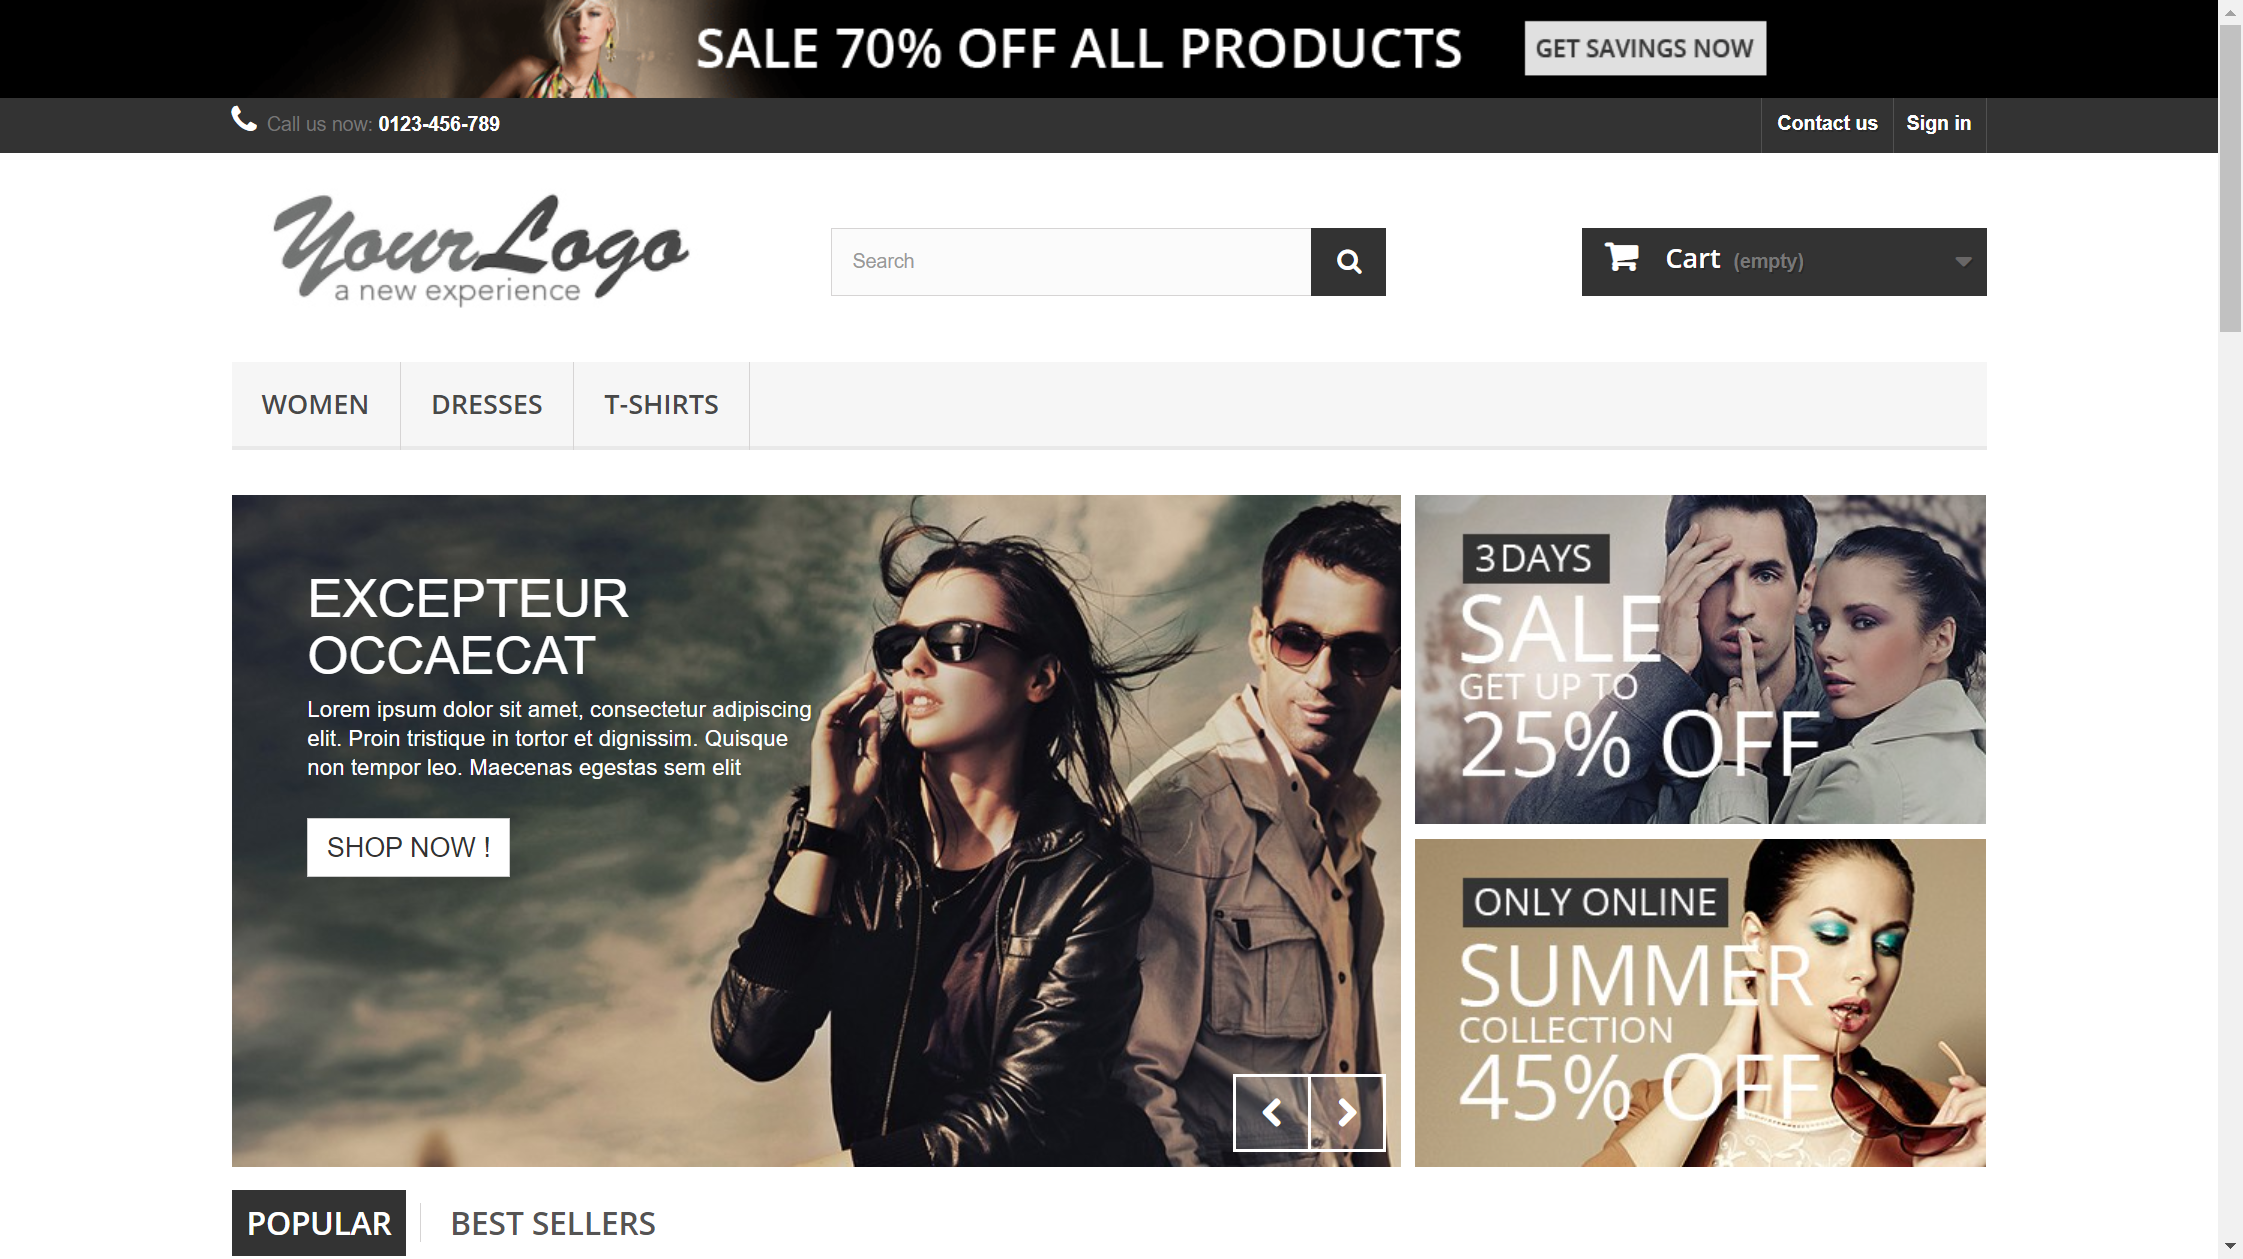 SALE 70% OFF ALL PRODUCTS
GET SAVINGS NOW
Call us now: 0123-456-789
Contact us
Sign in
YourLogo
a new experience
Search
Cart (empty)
WOMEN
DRESSES
T-SHIRTS
EXCEPTEUR
OCCAECAT
Lorem ipsum dolor sit amet, consectetur adipiscing
elit. Proin tristique in tortor et dignissim. Quisque
non tempor leo. Maecenas egestas sem elit
SHOP NOW !
3 DAYS
SALE
GET UP TO
25% OFF
ONLY ONLINE
SUMMER
COLLECTION
45% OFF
POPULAR
BEST SELLERS